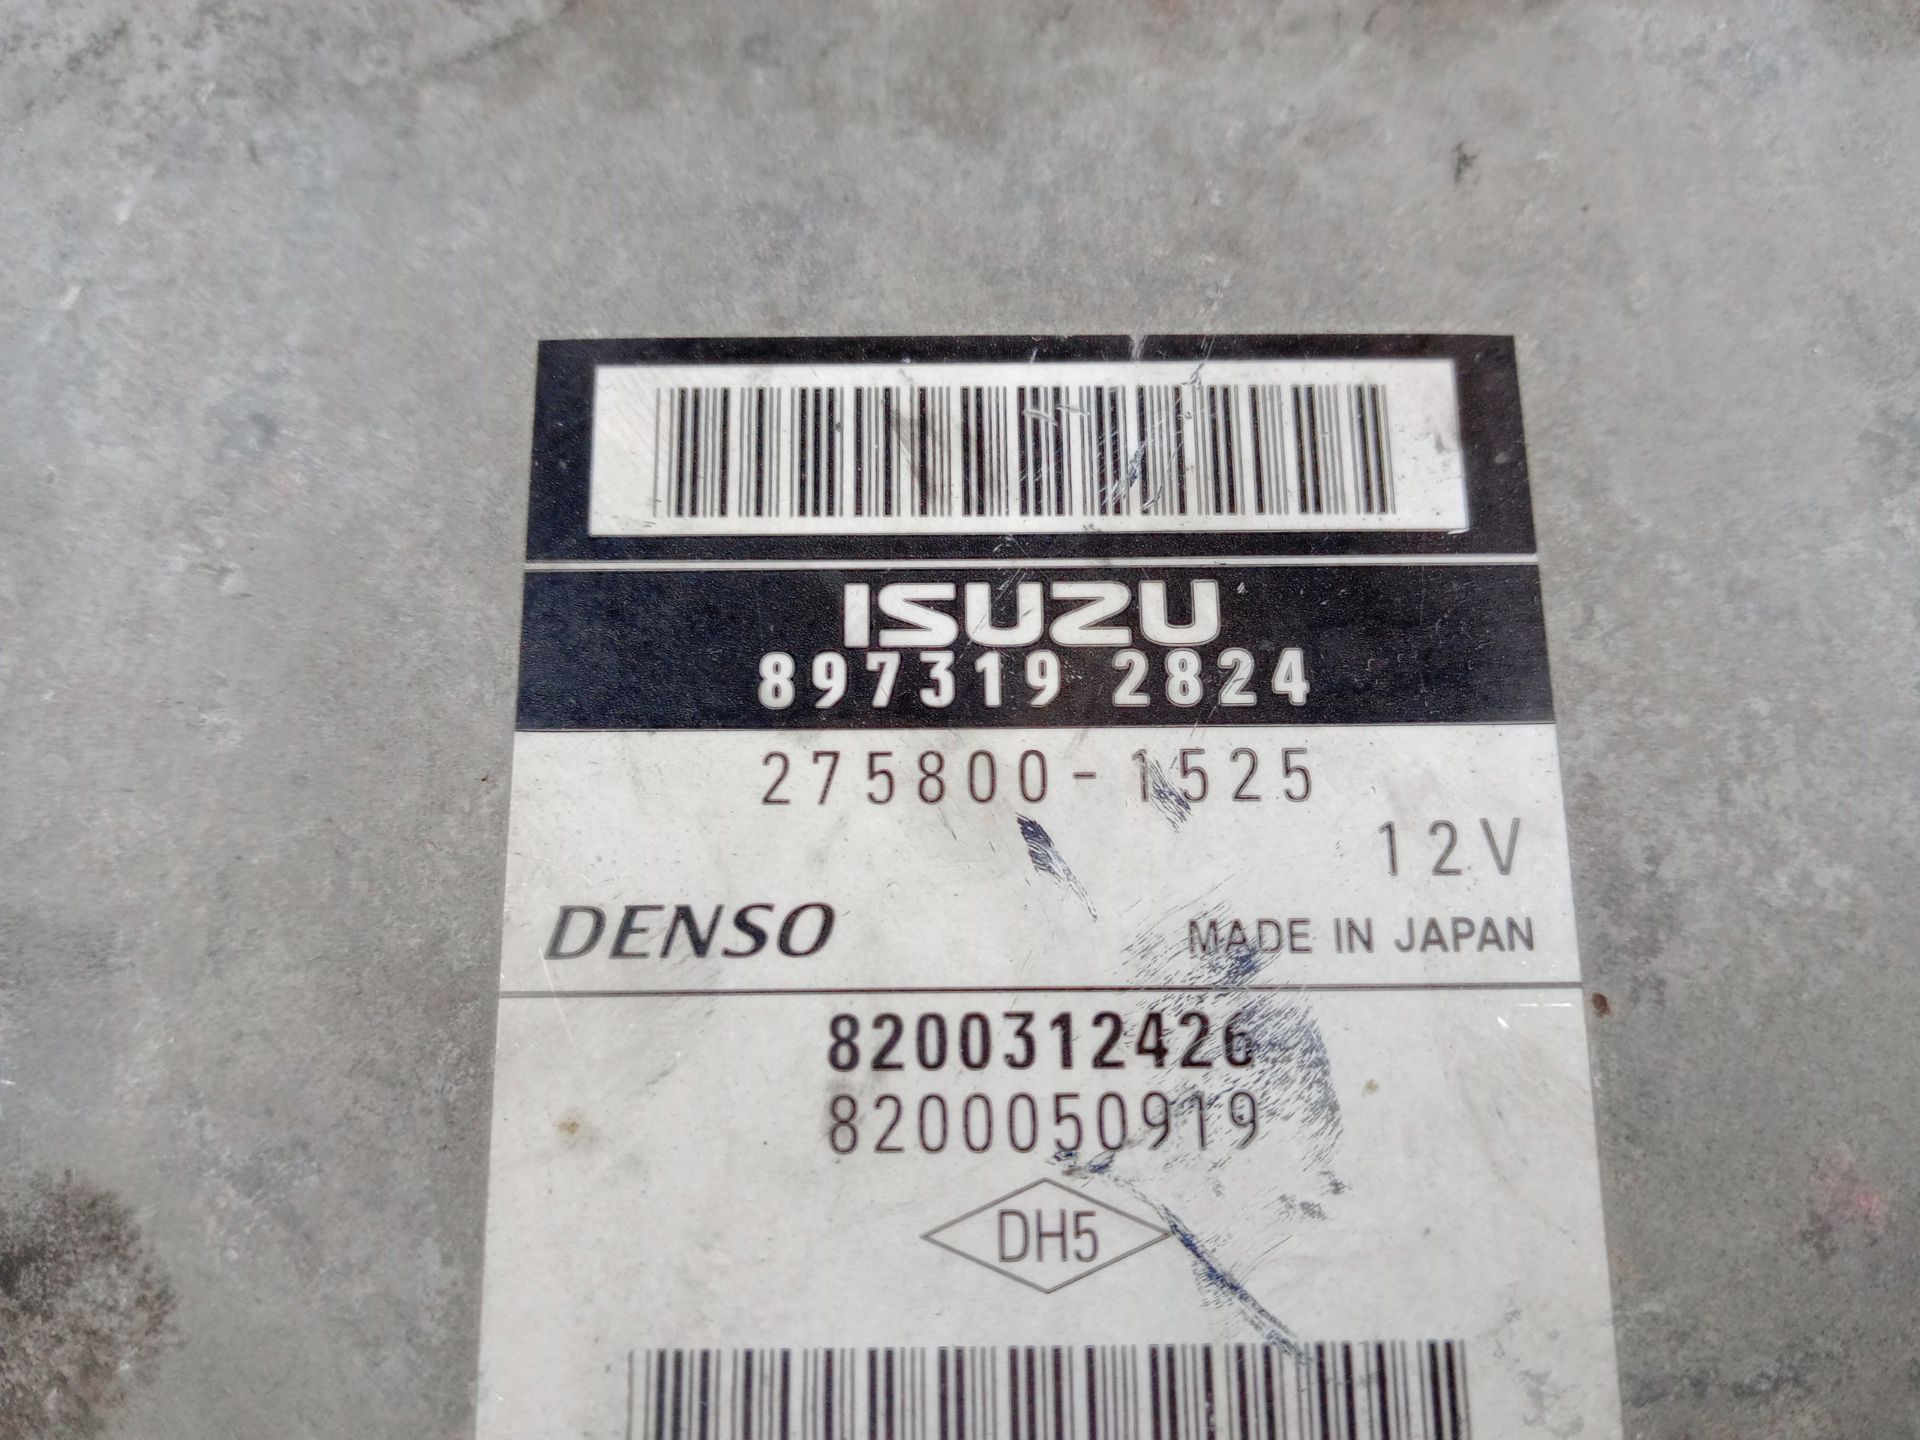 ISUZU
897319 2824
275800-1525
12V
DENSO MADE IN JAPAN
8200312426
8200050919
DH5